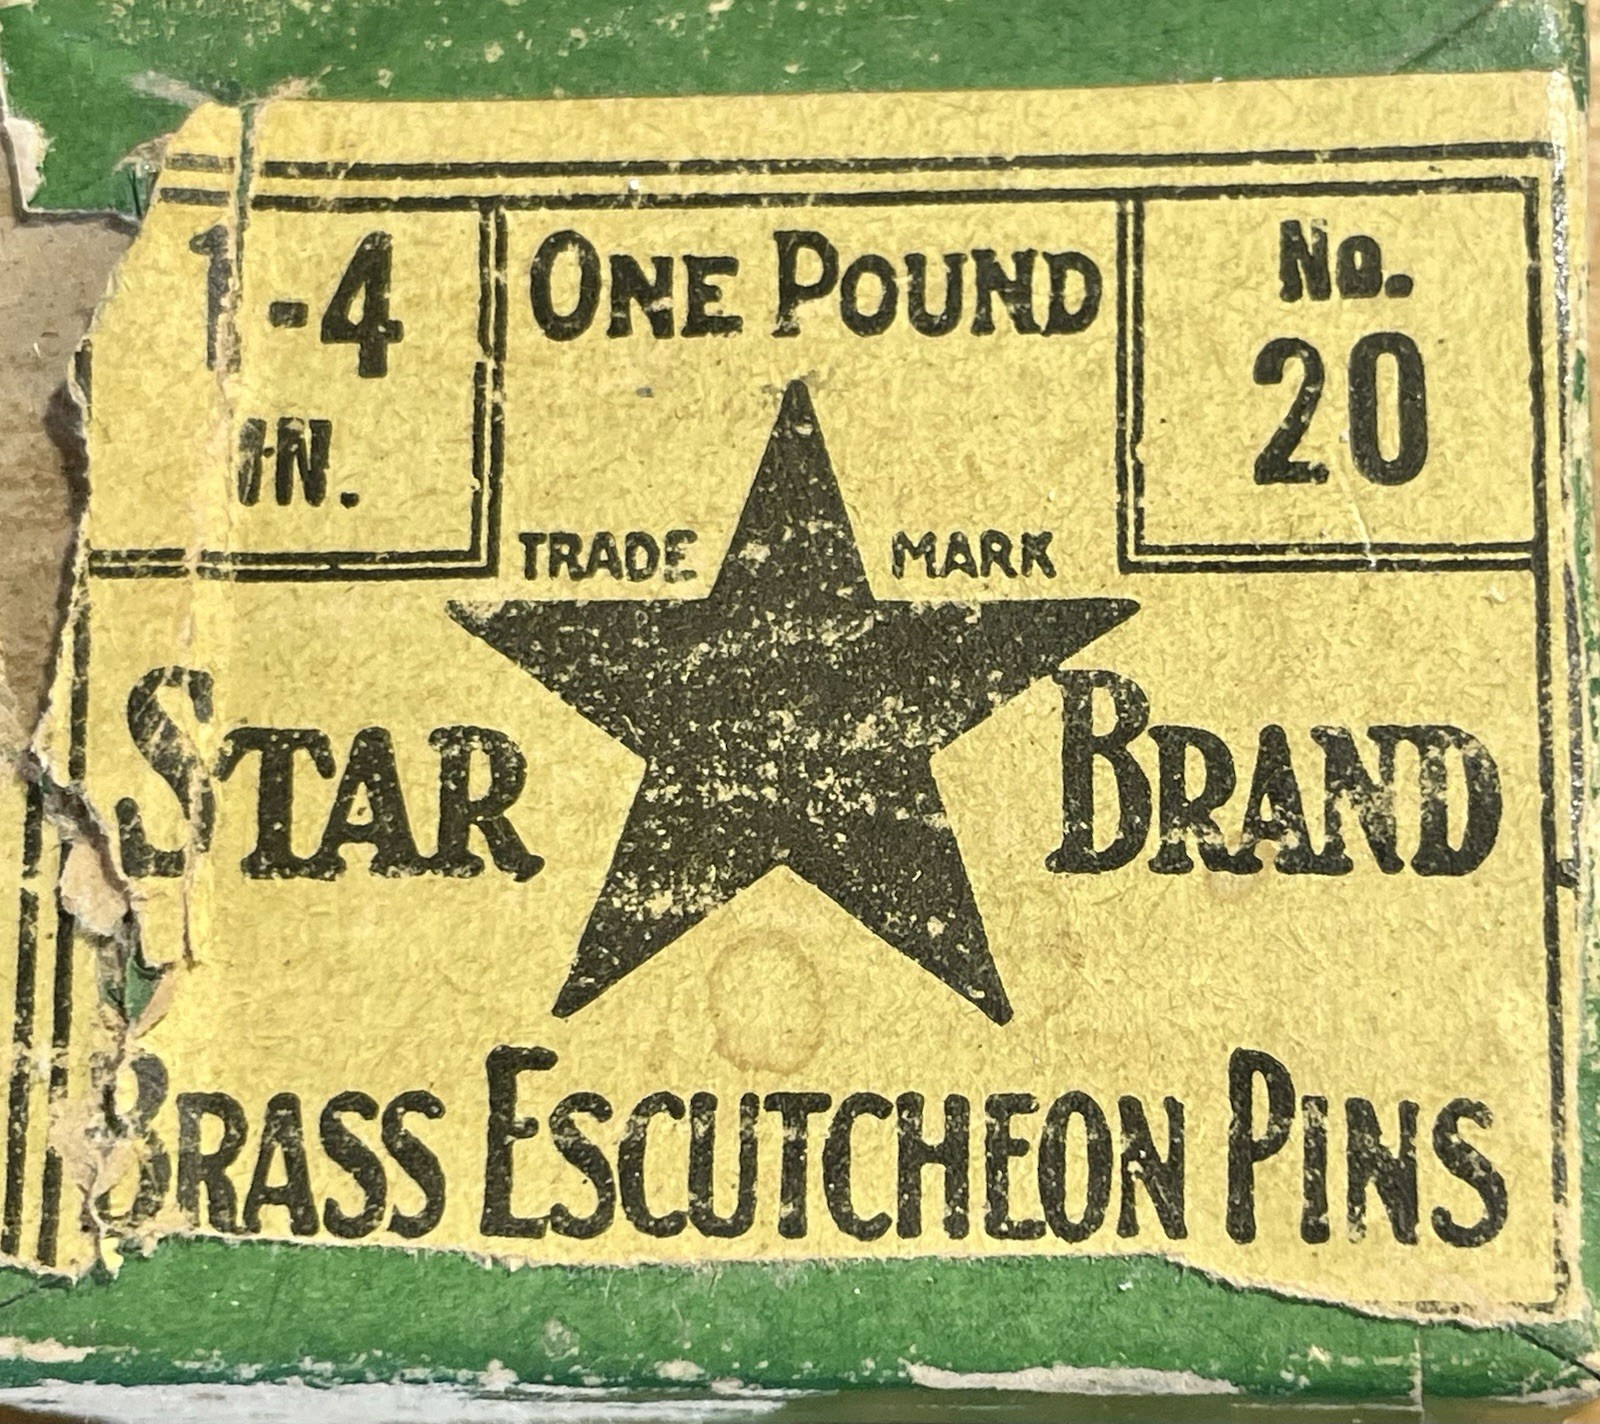 1-4
IN.
ONE POUND
No.
20
TRADE MARK
STAR BRAND
BRASS ESCUTCHEON PINS